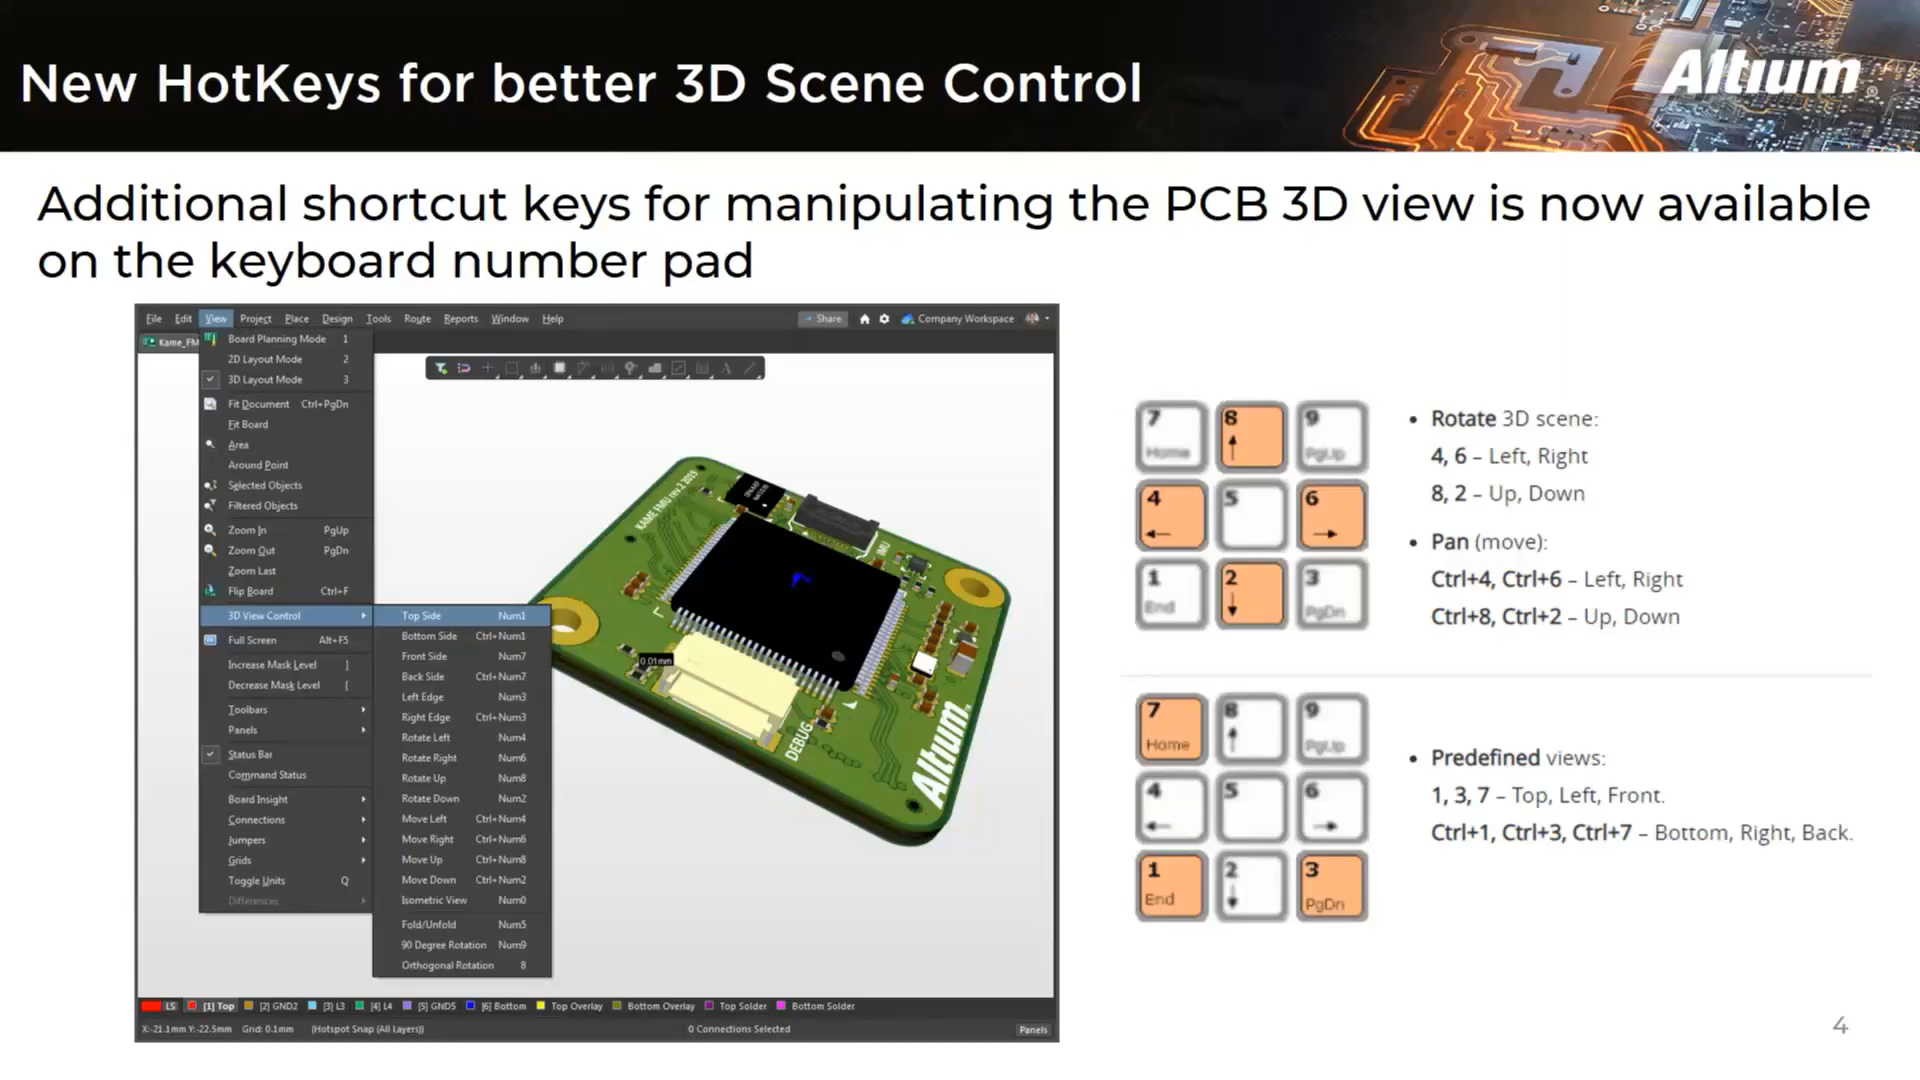 New HotKeys for better 3D Scene Control
Altium®
Additional shortcut keys for manipulating the PCB 3D view is now available
on the keyboard number pad
File Edit View Project Place Design Tools Route Reports Window Help
Share Company Workspace
Kame_FM
Board Planning Mode 1
2D Layout Mode 2
3D Layout Mode 3
Fit Document Ctrl+PgDn
Fit Board
Area
Around Point
Selected Objects
Filtered Objects
Zoom In PgUp
Zoom Out PgDn
Zoom Last
Flip Board Ctrl+F
3D View Control
Full Screen Alt+F5
Increase Mask Level ]
Decrease Mask Level [
Toolbars
Panels
Status Bar
Command Status
Board Insight
Connections
Jumpers
Grids
Toggle Units Q
Differences
Top Side Num1
Bottom Side Ctrl+Num1
Front Side Num7
Back Side Ctrl+Num7
Left Edge Num3
Right Edge Ctrl+Num3
Rotate Left Num4
Rotate Right Num6
Rotate Up Num8
Rotate Down Num2
Move Left Ctrl+Num4
Move Right Ctrl+Num6
Move Up Ctrl+Num8
Move Down Ctrl+Num2
Isometric View Num0
Fold/Unfold Num5
90 Degree Rotation Num9
Orthogonal Rotation 8
KAME FMU rev.2 2015
IMU
0.01mm
DEBUG
Altium
LS [1] Top [2] GND2 [3] L3 [4] L4 [5] GND5 [6] Bottom Top Overlay Bottom Overlay Top Solder Bottom Solder
X:-21.1mm Y:-22.5mm Grid: 0.1mm (Hotspot Snap (All Layers)) 0 Connections Selected Panels
7 8 9
Home PgUp
4 5 6
1 2 3
End PgDn
• Rotate 3D scene:
4, 6 – Left, Right
8, 2 – Up, Down
• Pan (move):
Ctrl+4, Ctrl+6 – Left, Right
Ctrl+8, Ctrl+2 – Up, Down
7 8 9
Home PgUp
4 5 6
1 2 3
End PgDn
• Predefined views:
1, 3, 7 – Top, Left, Front.
Ctrl+1, Ctrl+3, Ctrl+7 – Bottom, Right, Back.
4